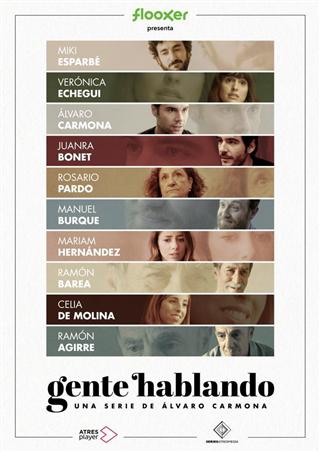 flooxer
presenta
MIKI
ESPARBÉ
VERÓNICA
ECHEGUI
ÁLVARO
CARMONA
JUANRA
BONET
ROSARIO
PARDO
MANUEL
BURQUE
MARIAM
HERNÁNDEZ
RAMÓN
BAREA
CELIA
DE MOLINA
RAMÓN
AGIRRE
gente hablando
UNA SERIE DE ÁLVARO CARMONA
ATRES
player
SERIESATRESMEDIA